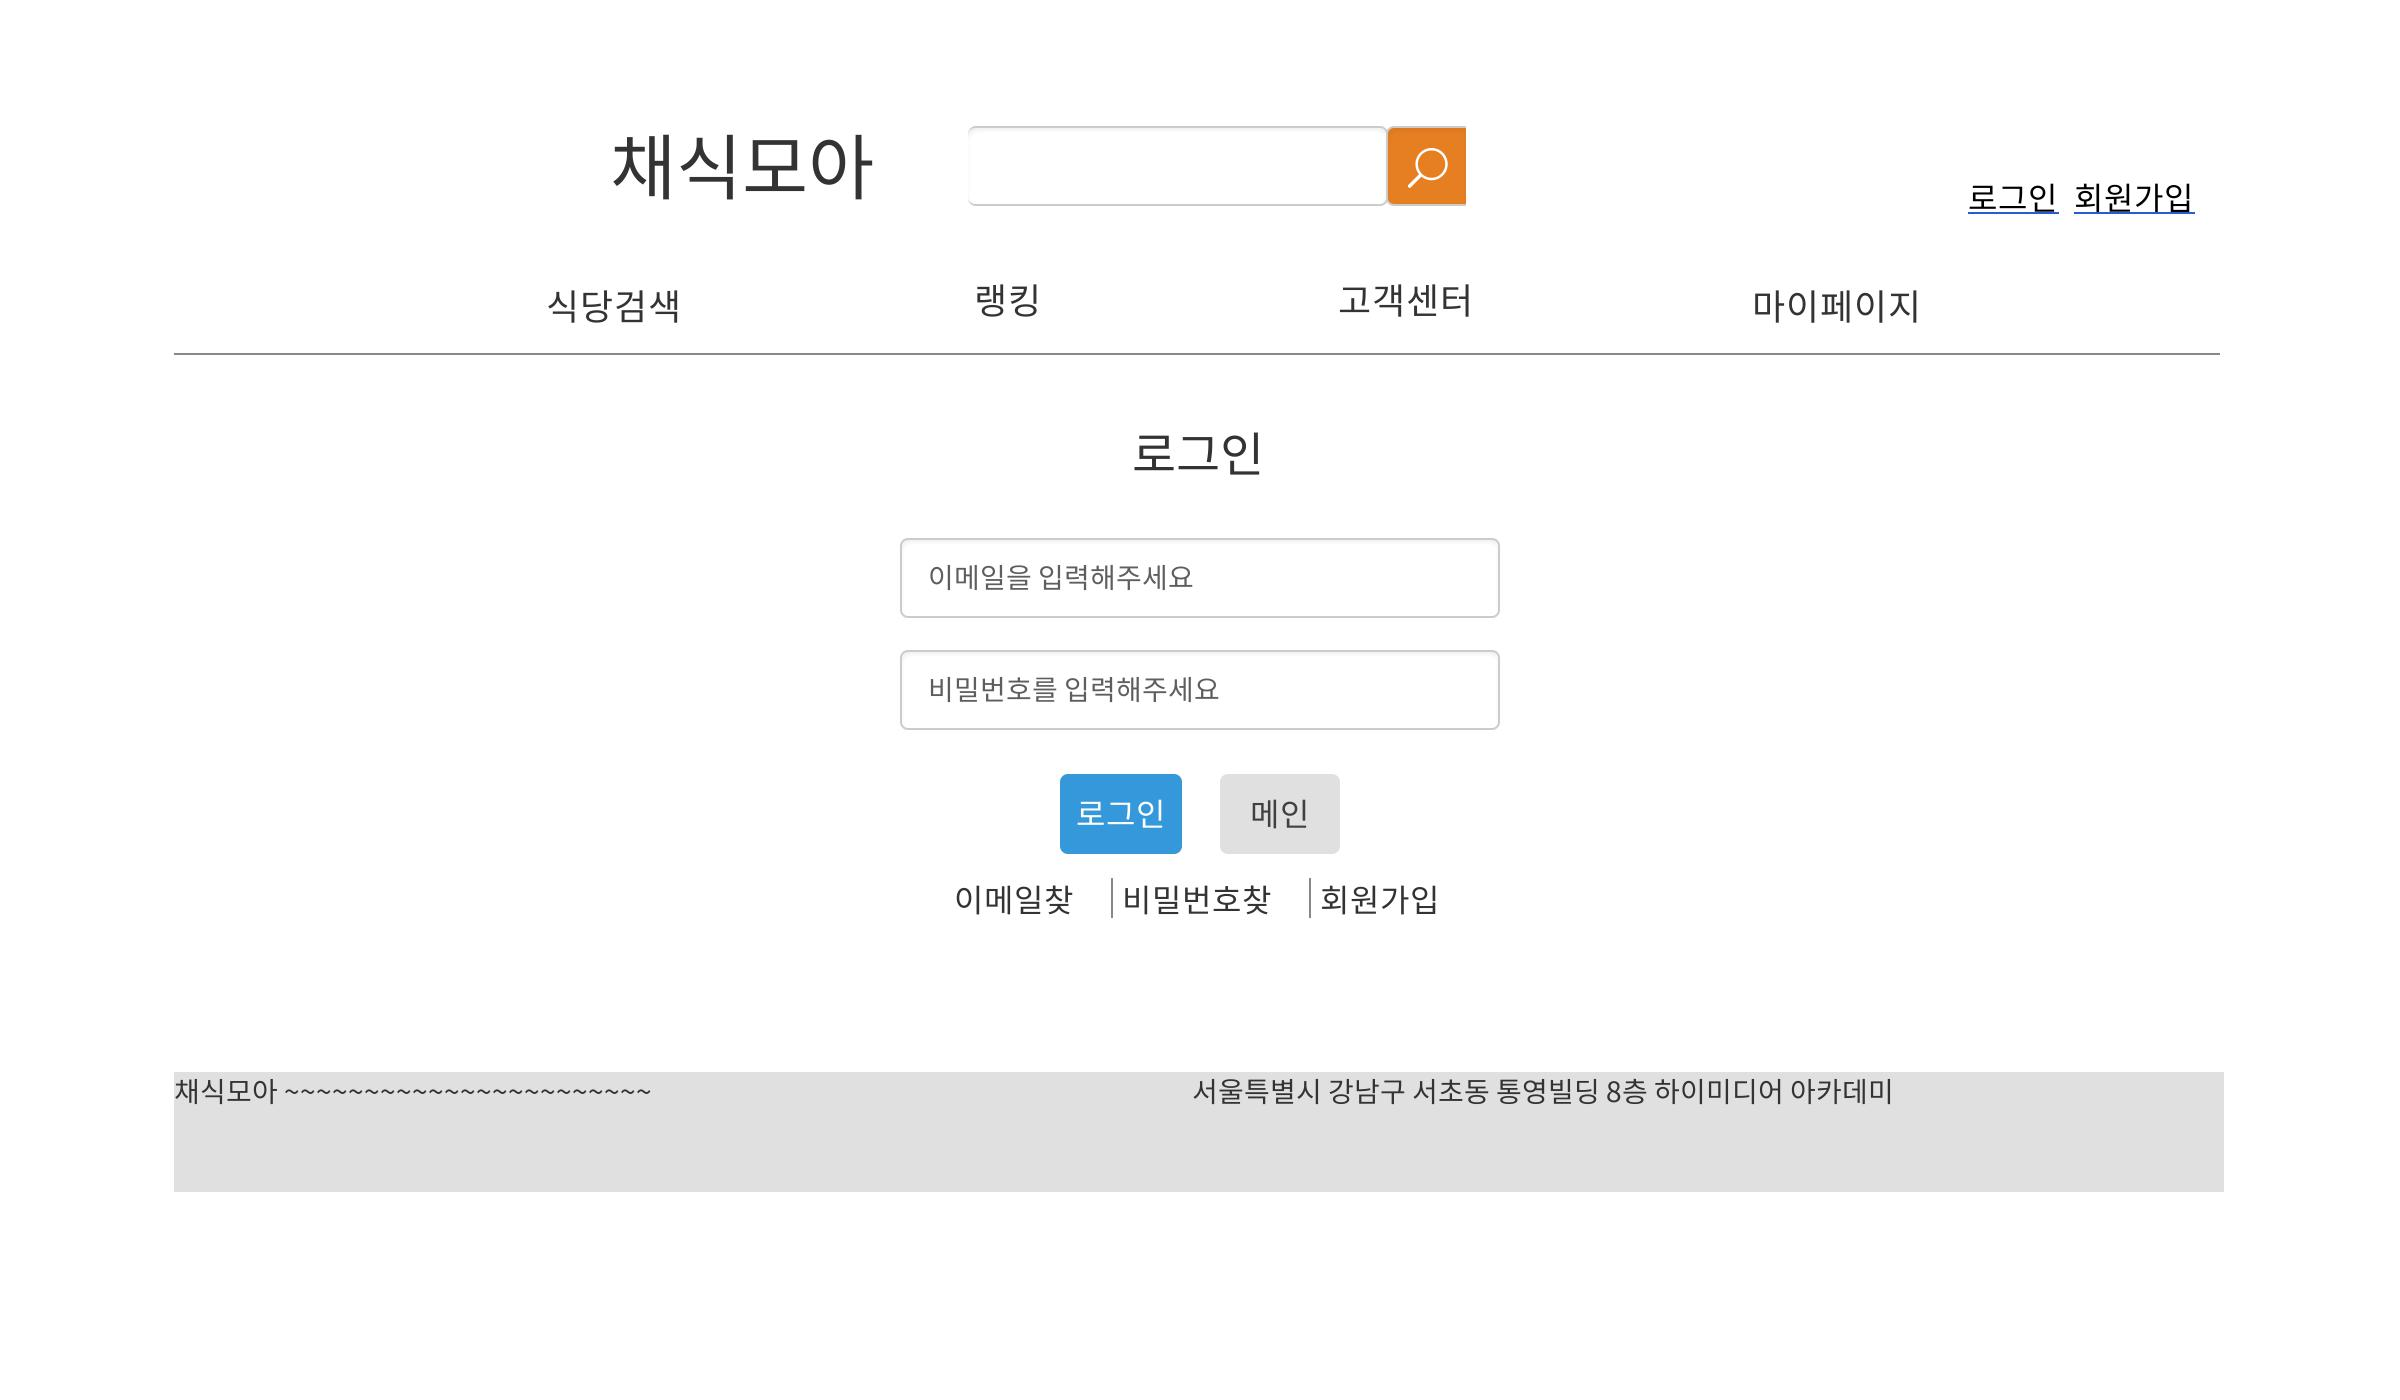 채식모아
로그인 회원가입
식당검색 랭킹 고객센터 마이페이지
로그인
이메일을 입력해주세요
비밀번호를 입력해주세요
로그인 메인
이메일찾 비밀번호찾 회원가입
채식모아 ~~~~~~~~~~~~~~~~~~~~~~~ 서울특별시 강남구 서초동 통영빌딩 8층 하이미디어 아카데미